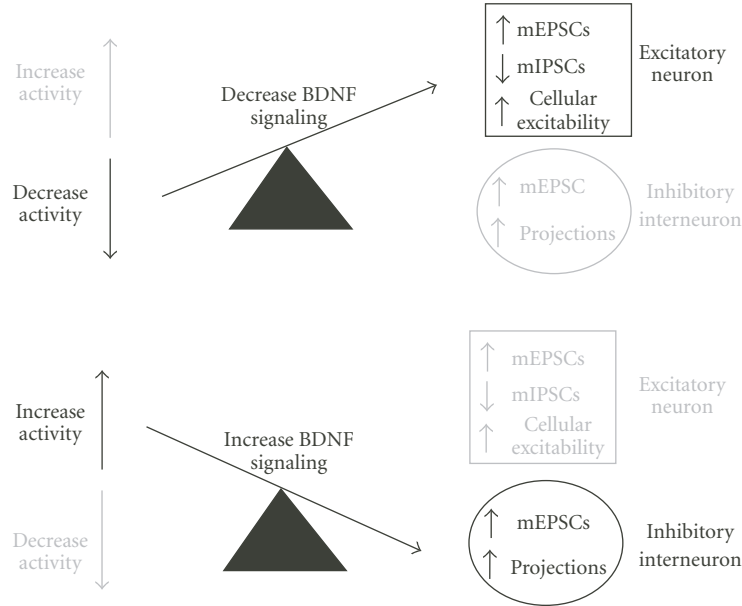 Increase
activity
Decrease
activity
Decrease BDNF
signaling
mEPSCs
mIPSCs
Cellular
excitability
Excitatory
neuron
mEPSC
Projections
Inhibitory
interneuron
Increase
activity
Decrease
activity
Increase BDNF
signaling
mEPSCs
mIPSCs
Cellular
excitability
Excitatory
neuron
mEPSCs
Projections
Inhibitory
interneuron